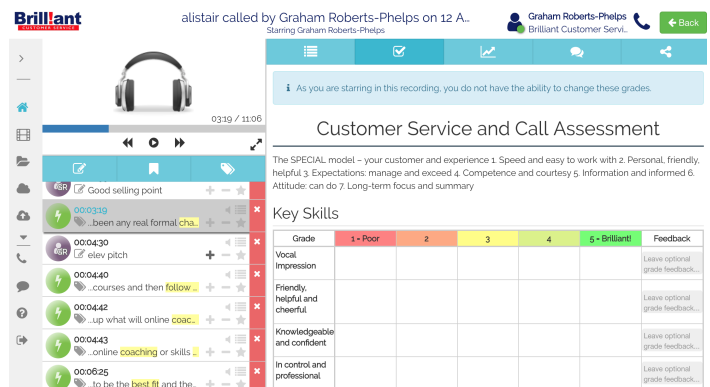 Brill!ant
CUSTOMER SERVICE
alistair called by Graham Roberts-Phelps on 12 A...
Starring Graham Roberts-Phelps
Graham Roberts-Phelps
Brilliant Customer Servi...
Back
03:19 / 11:06
GR
Good selling point
00:03:19
...been any real formal cha...
00:04:30
GR
elev pitch
00:04:40
...courses and then follow ...
00:04:42
...up what will online coac...
00:04:43
...online coaching or skills ...
00:06:25
...to be the best fit and the...
As you are starring in this recording, you do not have the ability to change these grades.
Customer Service and Call Assessment
The SPECIAL model – your customer and experience 1. Speed and easy to work with 2. Personal, friendly,
helpful 3. Expectations: manage and exceed 4. Competence and courtesy 5. Information and informed 6.
Attitude: can do 7. Long-term focus and summary
Key Skills
Grade 1 - Poor 2 3 4 5 - Brilliant! Feedback
Vocal
Impression
Leave optional
grade feedback....
Friendly,
helpful and
cheerful
Leave optional
grade feedback....
Knowledgeable
and confident
Leave optional
grade feedback....
In control and
professional
Leave optional
grade feedback....